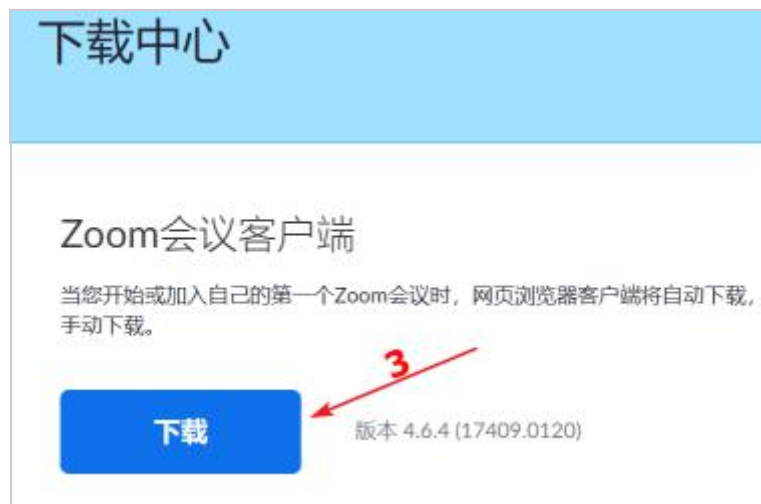 下载中心
Zoom会议客户端
当您开始或加入自己的第一个Zoom会议时，网页浏览器客户端将自动下载，
手动下载。
3
下载
版本 4.6.4 (17409.0120)